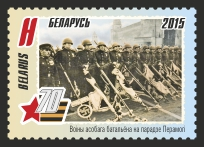 Н БЕЛАРУСЬ 2015
BELARUS
70
Воіны асобага батальёна на парадзе Перамогі